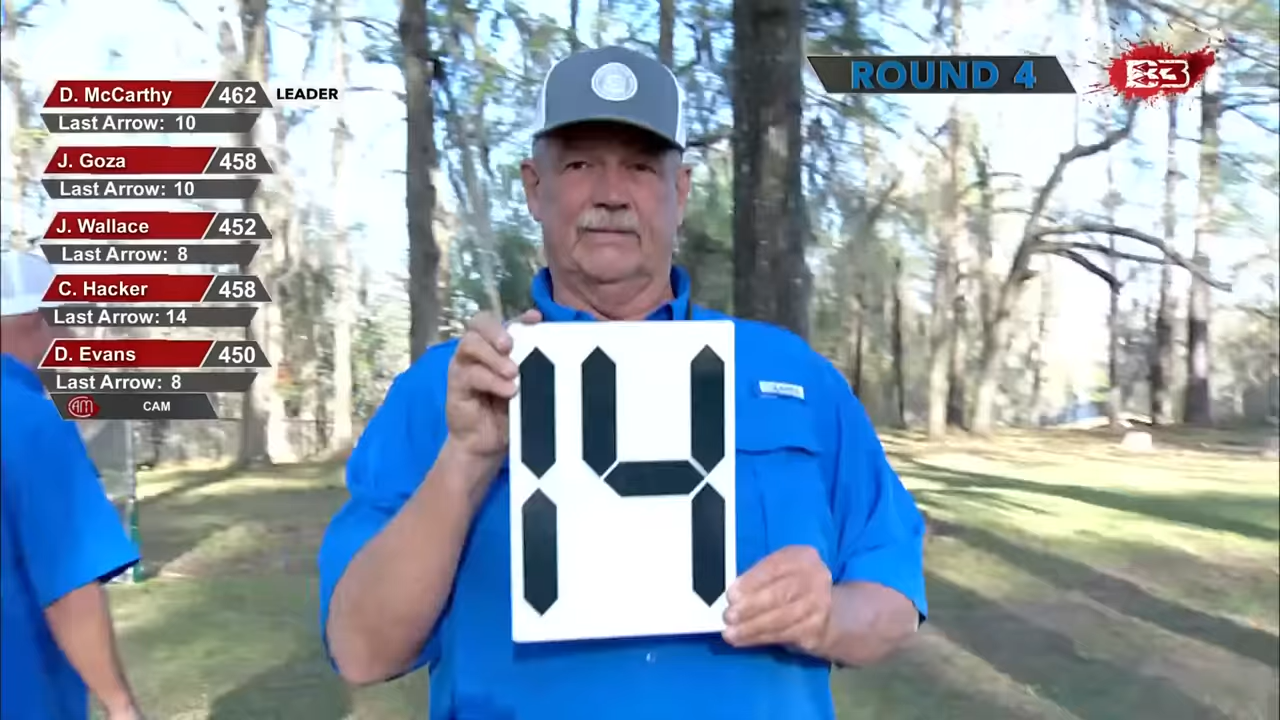 D. McCarthy 462 LEADER
Last Arrow: 10
J. Goza 458
Last Arrow: 10
J. Wallace 452
Last Arrow: 8
C. Hacker 458
Last Arrow: 14
D. Evans 450
Last Arrow: 8
AM CAM
ROUND 4
14